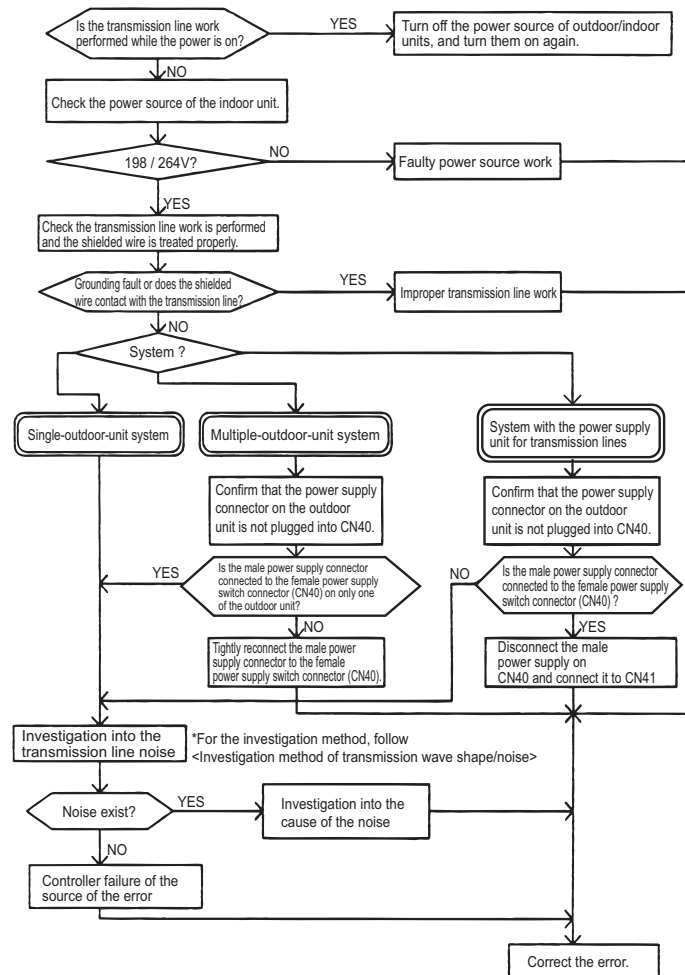 Is the transmission line work
performed while the power is on?
YES
Turn off the power source of outdoor/indoor
units, and turn them on again.
NO
Check the power source of the indoor unit.
198 / 264V?
NO
Faulty power source work
YES
Check the transmission line work is performed
and the shielded wire is treated properly.
Grounding fault or does the shielded
wire contact with the transmission line?
YES
Improper transmission line work
NO
System ?
Single-outdoor-unit system
Multiple-outdoor-unit system
System with the power supply
unit for transmission lines
Confirm that the power supply
connector on the outdoor
unit is not plugged into CN40.
Confirm that the power supply
connector on the outdoor
unit is not plugged into CN40.
YES
Is the male power supply connector
connected to the female power supply
switch connector (CN40) on only one
of the outdoor unit?
NO
Is the male power supply connector
connected to the female power supply
switch connector (CN40) ?
NO
YES
Tightly reconnect the male power
supply connector to the female
power supply switch connector (CN40).
Disconnect the male
power supply on
CN40 and connect it to CN41
Investigation into the
transmission line noise
*For the investigation method, follow
<Investigation method of transmission wave shape/noise>
Noise exist?
YES
Investigation into the
cause of the noise
NO
Controller failure of the
source of the error
Correct the error.